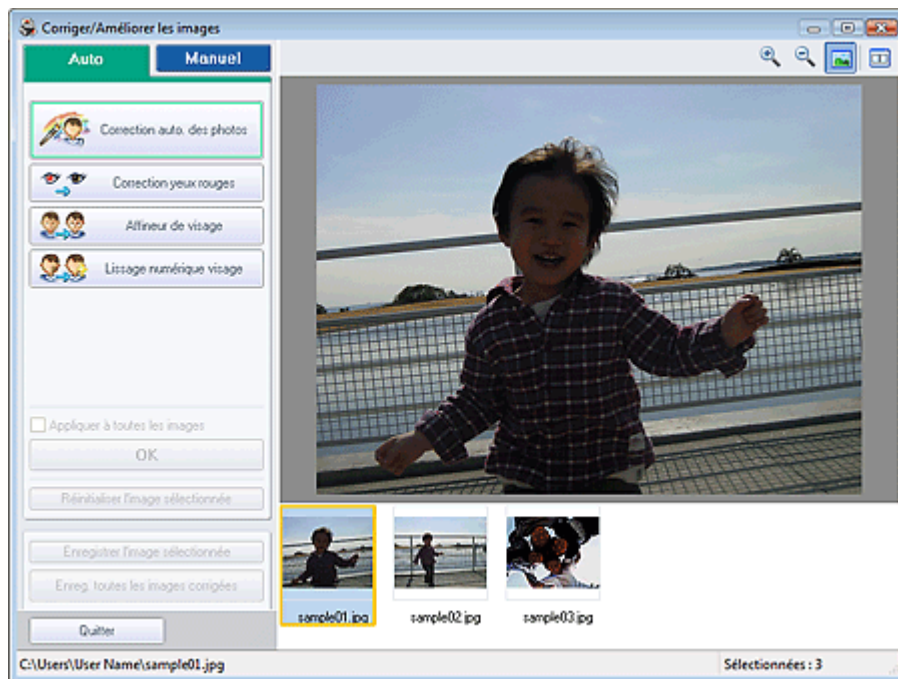 Corriger/Améliorer les images
Auto
Manuel
Correction auto. des photos
Correction yeux rouges
Affineur de visage
Lissage numérique visage
Appliquer à toutes les images
OK
Réinitialiser l'image sélectionnée
Enregistrer l'image sélectionnée
Enreg. toutes les images corrigées
Quitter
sample01.jpg
sample02.jpg
sample03.jpg
C:\Users\User Name\sample01.jpg
Sélectionnées : 3